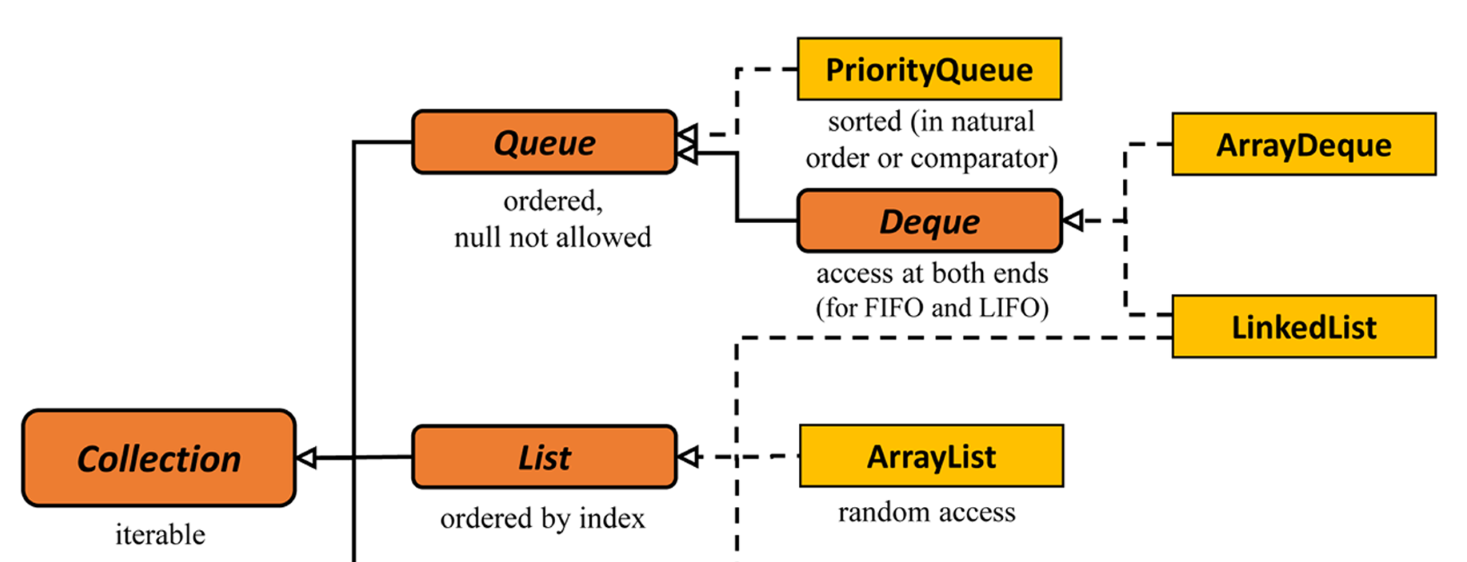 PriorityQueue
sorted (in natural
order or comparator)
Queue
ordered,
null not allowed
ArrayDeque
Deque
access at both ends
(for FIFO and LIFO)
LinkedList
Collection
iterable
List
ordered by index
ArrayList
random access